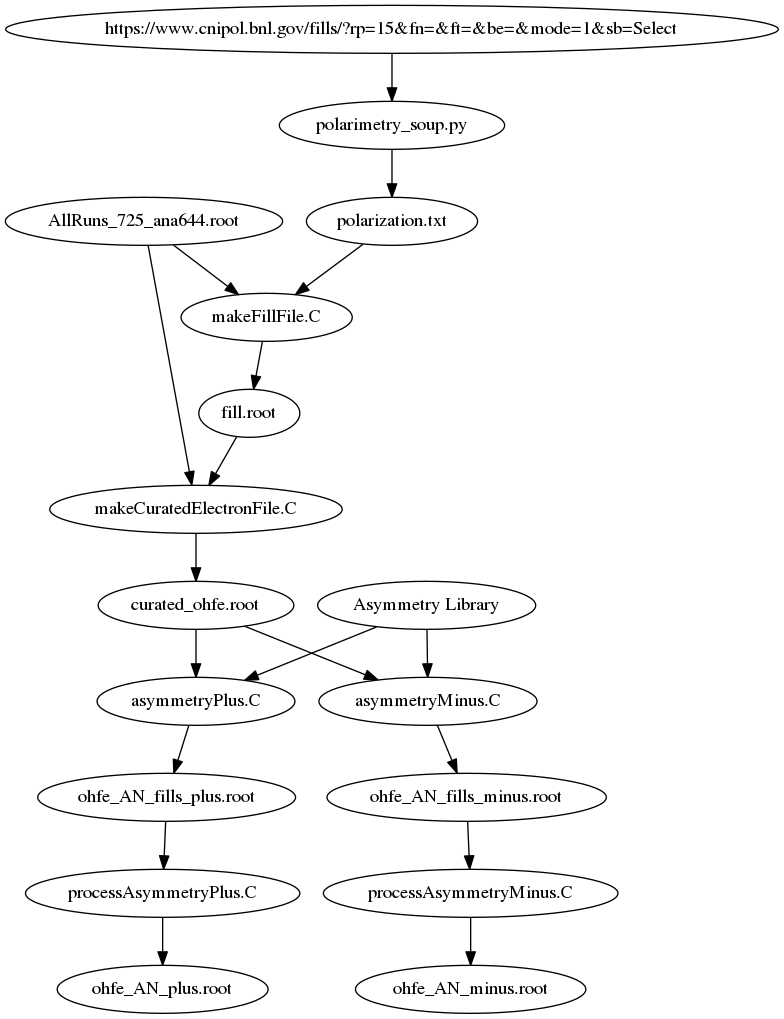 https://www.cnipol.bnl.gov/fills/?rp=15&fn=&ft=&be=&mode=1&sb=Select
polarimetry_soup.py
AllRuns_725_ana644.root
polarization.txt
makeFillFile.C
fill.root
makeCuratedElectronFile.C
curated_ohfe.root
Asymmetry Library
asymmetryPlus.C
asymmetryMinus.C
ohfe_AN_fills_plus.root
ohfe_AN_fills_minus.root
processAsymmetryPlus.C
processAsymmetryMinus.C
ohfe_AN_plus.root
ohfe_AN_minus.root